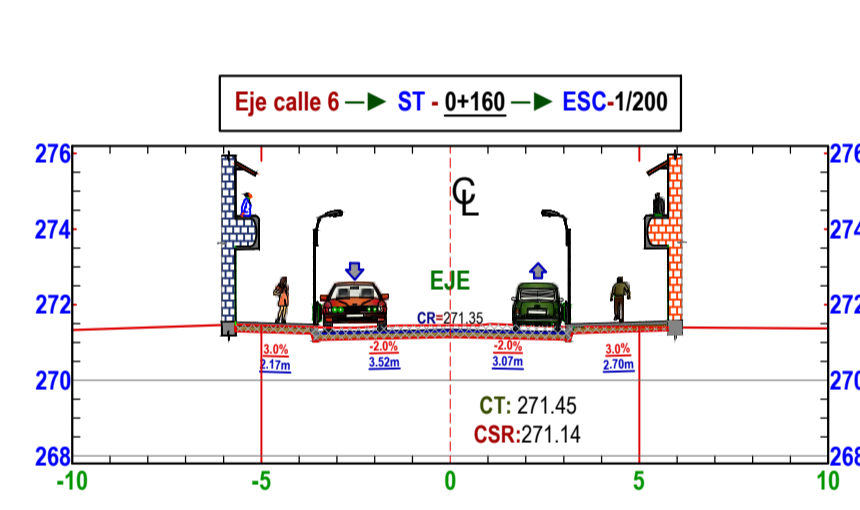 Eje calle 6 ST - 0+160 ESC-1/200
276 276
CL
274 274
EJE
272 CR=271.35 272
3.0% -2.0% -2.0% 3.0%
2.17m 3.52m 3.07m 2.70m
270 270
CT: 271.45
CSR:271.14
268 268
-10 -5 0 5 10